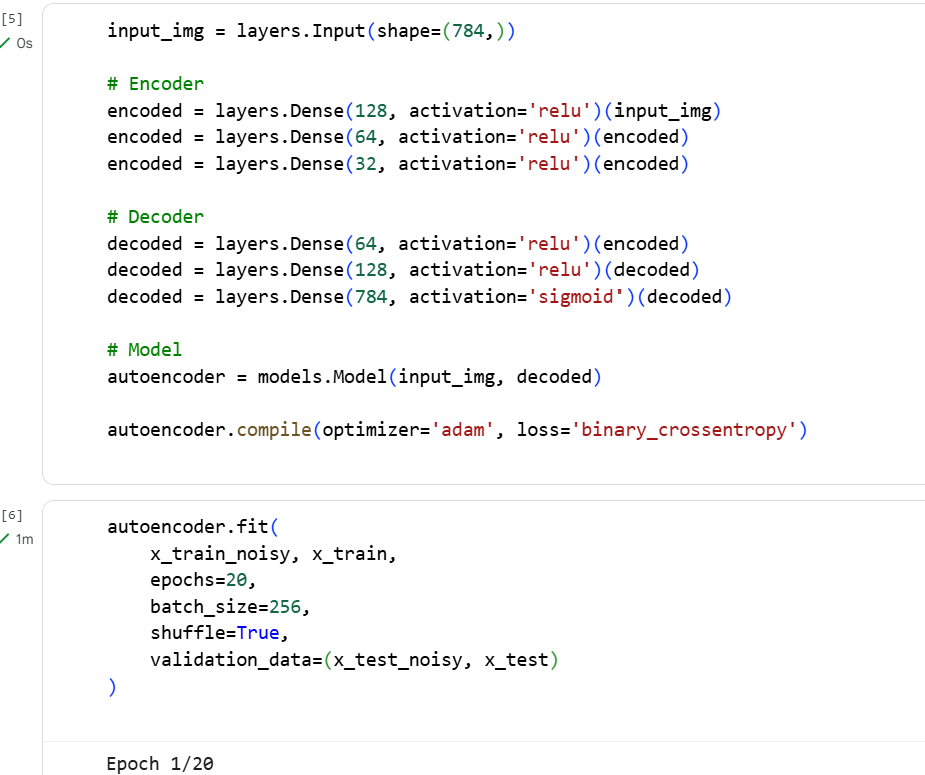 [5]
0s
input_img = layers.Input(shape=(784,))
# Encoder
encoded = layers.Dense(128, activation='relu')(input_img)
encoded = layers.Dense(64, activation='relu')(encoded)
encoded = layers.Dense(32, activation='relu')(encoded)
# Decoder
decoded = layers.Dense(64, activation='relu')(encoded)
decoded = layers.Dense(128, activation='relu')(decoded)
decoded = layers.Dense(784, activation='sigmoid')(decoded)
# Model
autoencoder = models.Model(input_img, decoded)
autoencoder.compile(optimizer='adam', loss='binary_crossentropy')
[6]
1m
autoencoder.fit(
    x_train_noisy, x_train,
    epochs=20,
    batch_size=256,
    shuffle=True,
    validation_data=(x_test_noisy, x_test)
)
Epoch 1/20